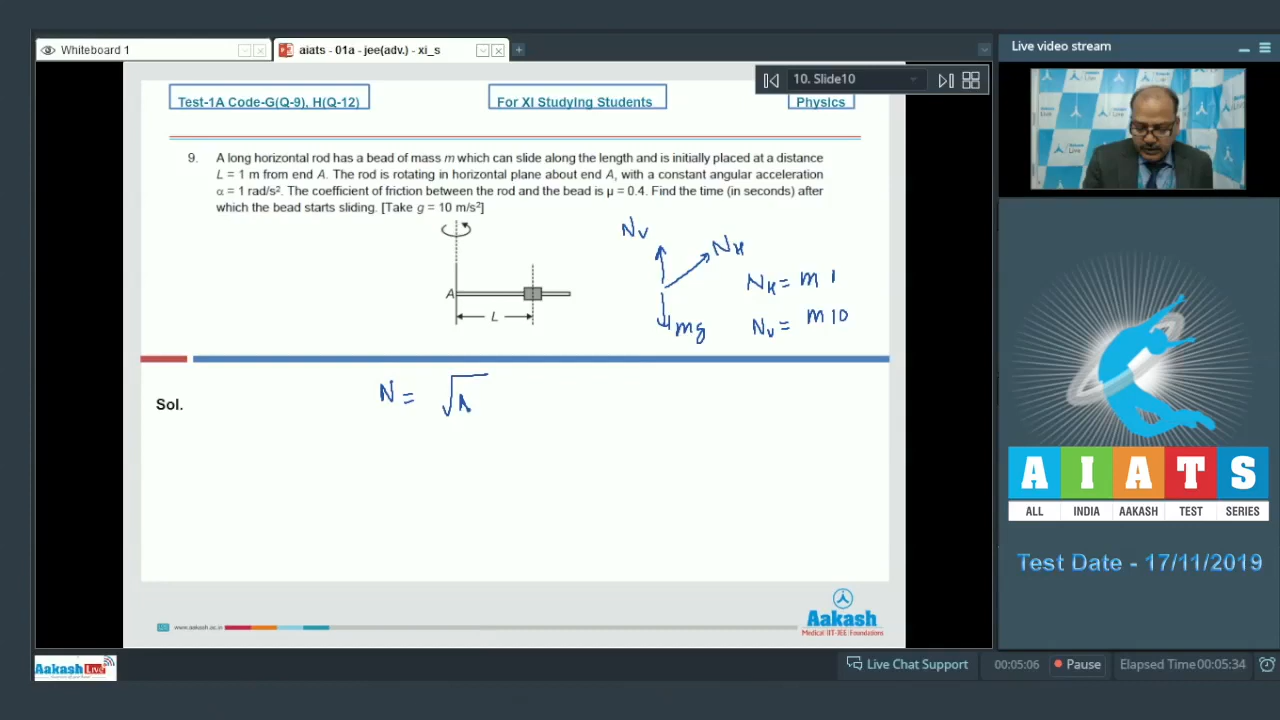 Whiteboard 1
aiats - 01a - jee(adv.) - xi_s
Live video stream
10. Slide10
Test-1A Code-G(Q-9), H(Q-12)
For XI Studying Students
Physics
9. A long horizontal rod has a bead of mass m which can slide along the length and is initially placed at a distance
L = 1 m from end A. The rod is rotating in horizontal plane about end A, with a constant angular acceleration
α = 1 rad/s². The coefficient of friction between the rod and the bead is μ = 0.4. Find the time (in seconds) after
which the bead starts sliding. [Take g = 10 m/s²]
A
L
Nv
NH
mg
NH = m 1
Nv = m 10
Sol.
N = √
www.aakash.ac.in
Aakash
Medical|IIT-JEE|Foundations
A I A T S
ALL INDIA AAKASH TEST SERIES
Test Date - 17/11/2019
Aakash Live
Live Chat Support
00:05:06
Pause
Elapsed Time 00:05:34